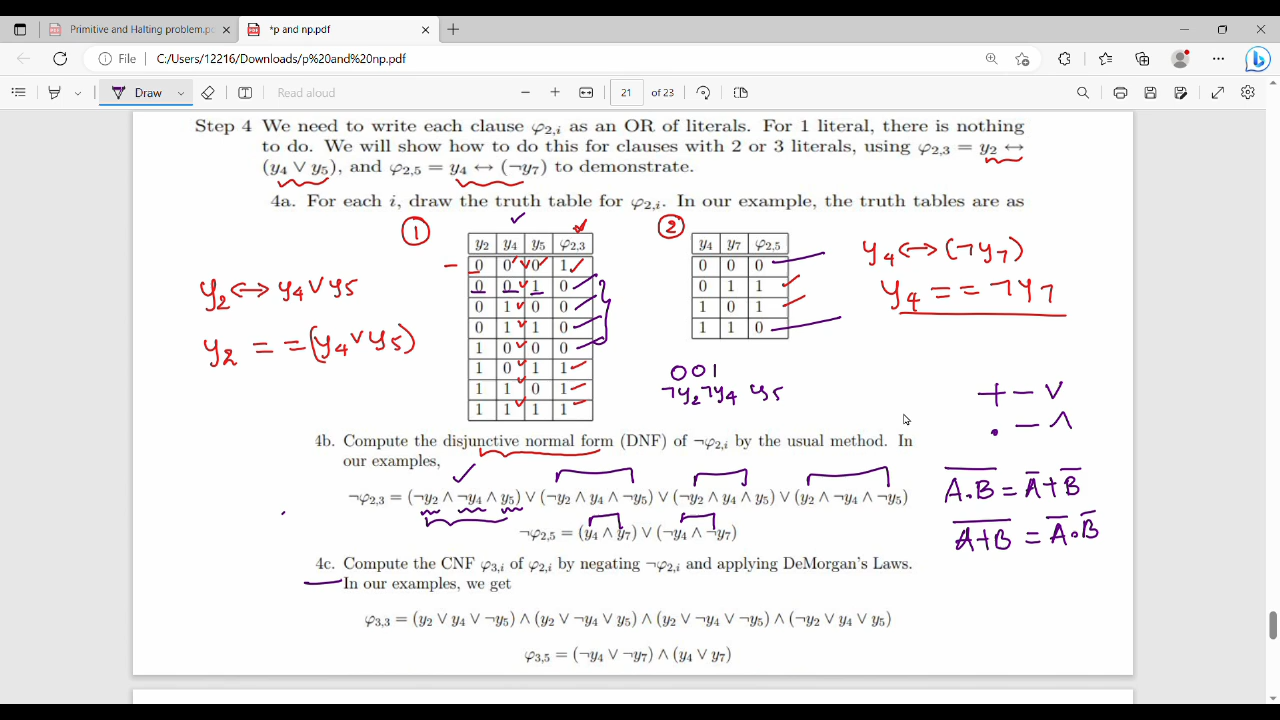 Primitive and Halting problem.pd
*p and np.pdf
File C:/Users/12216/Downloads/p%20and%20np.pdf
Draw Read aloud 21 of 23
Step 4 We need to write each clause φ2,i as an OR of literals. For 1 literal, there is nothing
to do. We will show how to do this for clauses with 2 or 3 literals, using φ2,3 = y2 ↔
(y4 ∨ y5), and φ2,5 = y4 ↔ (¬y7) to demonstrate.
4a. For each i, draw the truth table for φ2,i. In our example, the truth tables are as
1
y2 y4 y5 φ2,3
0 0 0 1
0 0 1 0
0 1 0 0
0 1 1 0
1 0 0 0
1 0 1 1
1 1 0 1
1 1 1 1
y2 ↔ y4 ∨ y5
y2 = = (y4 ∨ y5)
2
y4 y7 φ2,5
0 0 0
0 1 1
1 0 1
1 1 0
y4 ↔ (¬y7)
y4 = = ¬y7
0 0 1
¬y2 ¬y4 y5
+ − ∨
. − ∧
4b. Compute the disjunctive normal form (DNF) of ¬φ2,i by the usual method. In
our examples,
¬φ2,3 = (¬y2 ∧ ¬y4 ∧ y5) ∨ (¬y2 ∧ y4 ∧ ¬y5) ∨ (¬y2 ∧ y4 ∧ y5) ∨ (y2 ∧ ¬y4 ∧ ¬y5)
¬φ2,5 = (y4 ∧ y7) ∨ (¬y4 ∧ ¬y7)
A̅.̅B̅ = A̅ + B̅
A̅+̅B̅ = A̅.B̅
4c. Compute the CNF φ3,i of φ2,i by negating ¬φ2,i and applying DeMorgan's Laws.
In our examples, we get
φ3,3 = (y2 ∨ y4 ∨ ¬y5) ∧ (y2 ∨ ¬y4 ∨ y5) ∧ (y2 ∨ ¬y4 ∨ ¬y5) ∧ (¬y2 ∨ y4 ∨ y5)
φ3,5 = (¬y4 ∨ ¬y7) ∧ (y4 ∨ y7)